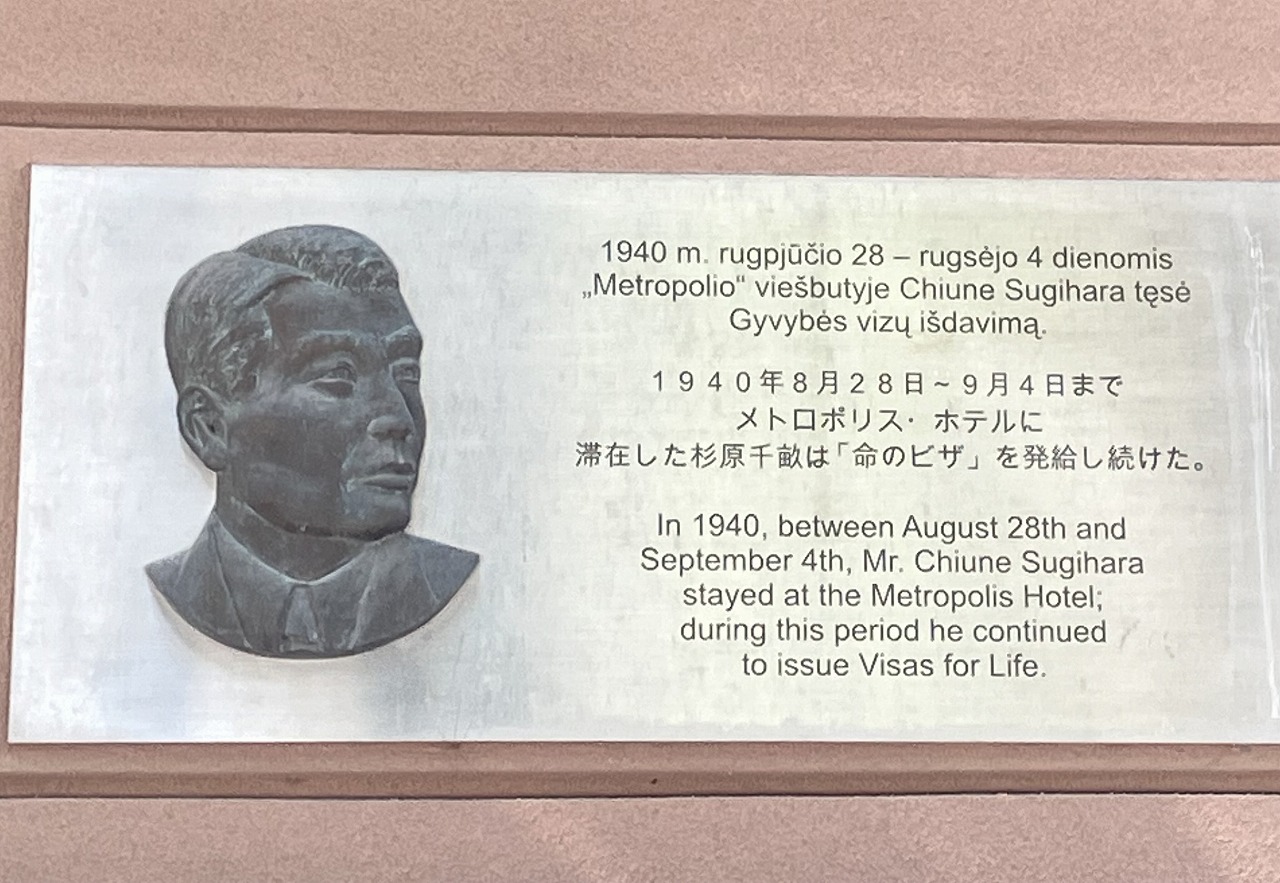 1940 m. rugpjūčio 28 – rugsėjo 4 dienomis
„Metropolio“ viešbutyje Chiune Sugihara tęsė
Gyvybės vizų išdavimą.
１９４０年８月２８日~９月４日まで
メトロポリス· ホテルに
滞在した杉原千畝は「命のビザ」を発給し続けた。
In 1940, between August 28th and
September 4th, Mr. Chiune Sugihara
stayed at the Metropolis Hotel;
during this period he continued
to issue Visas for Life.